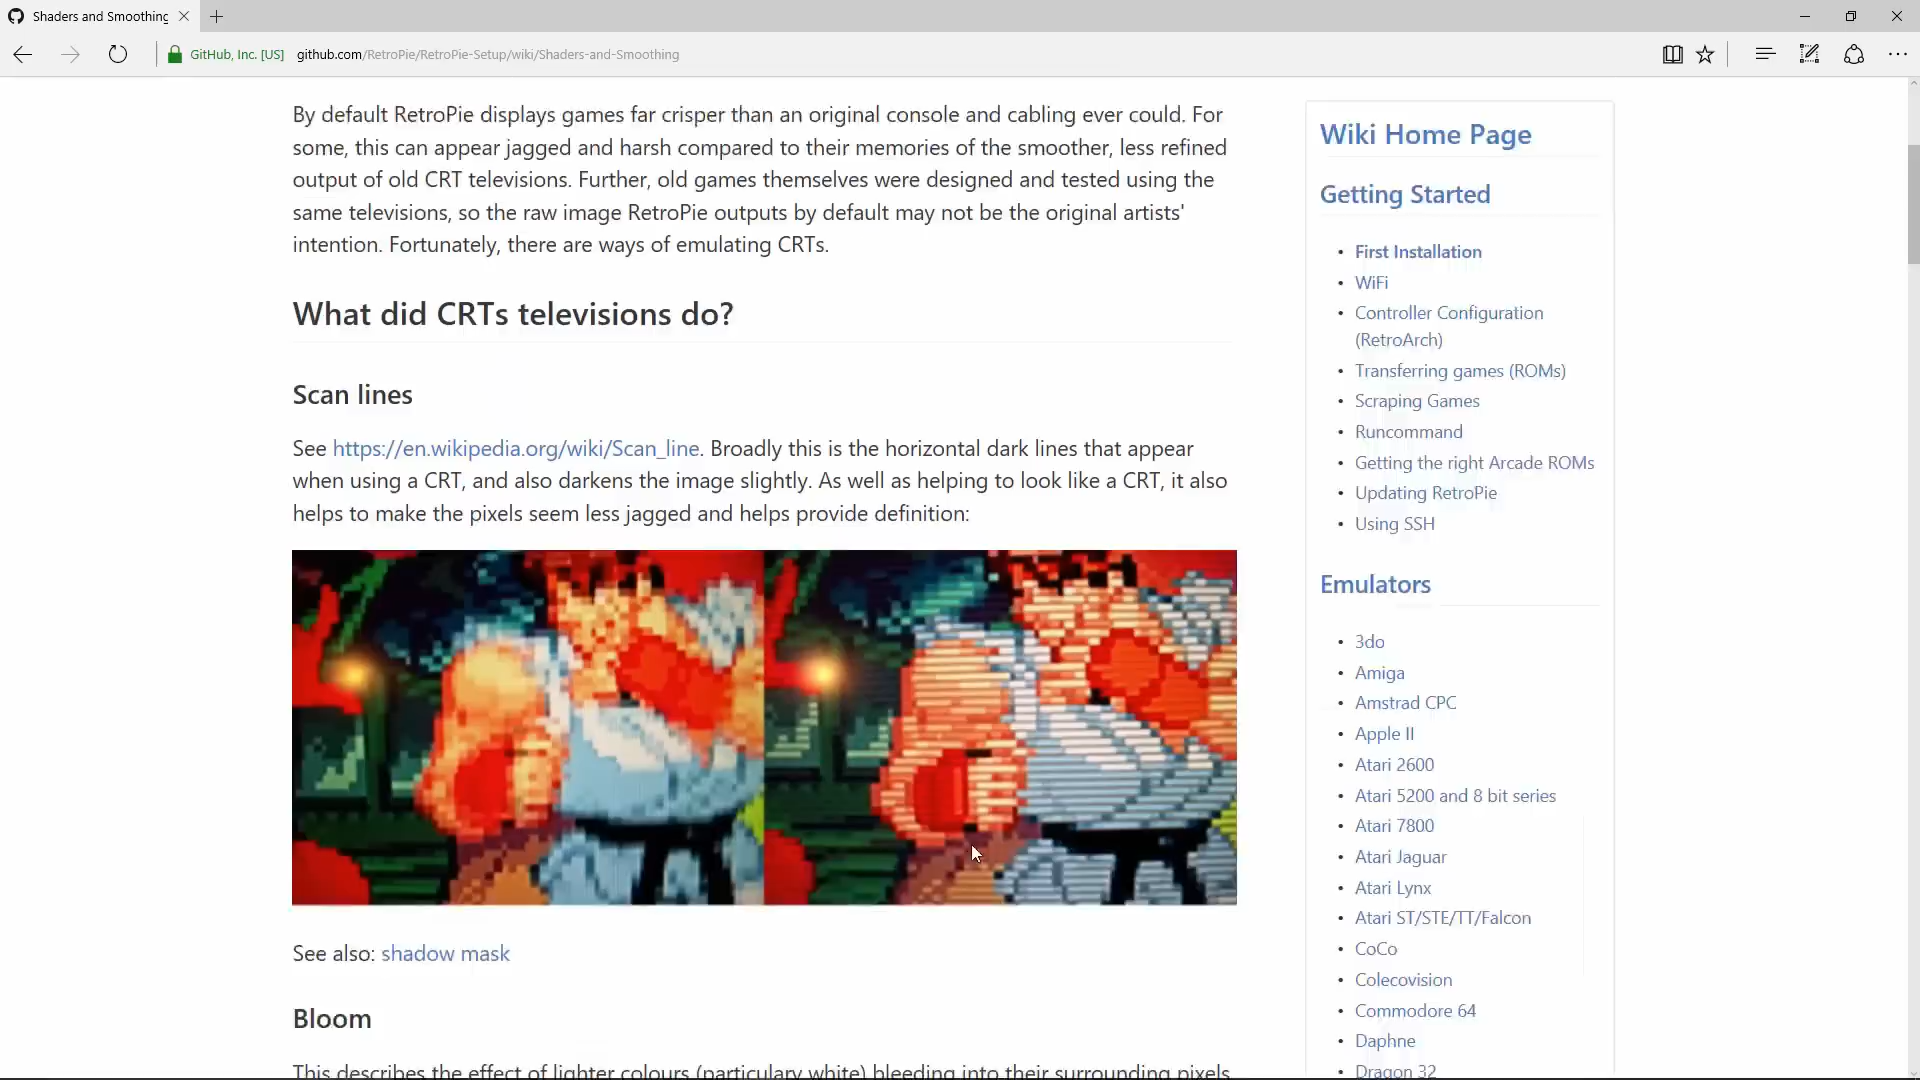 Shaders and Smoothing
GitHub, Inc. [US] github.com/RetroPie/RetroPie-Setup/wiki/Shaders-and-Smoothing
By default RetroPie displays games far crisper than an original console and cabling ever could. For
some, this can appear jagged and harsh compared to their memories of the smoother, less refined
output of old CRT televisions. Further, old games themselves were designed and tested using the
same televisions, so the raw image RetroPie outputs by default may not be the original artists'
intention. Fortunately, there are ways of emulating CRTs.
What did CRTs televisions do?
Scan lines
See https://en.wikipedia.org/wiki/Scan_line. Broadly this is the horizontal dark lines that appear
when using a CRT, and also darkens the image slightly. As well as helping to look like a CRT, it also
helps to make the pixels seem less jagged and helps provide definition:
See also: shadow mask
Bloom
This describes the effect of lighter colours (particulary white) bleeding into their surrounding pixels
Wiki Home Page
Getting Started
• First Installation
• WiFi
• Controller Configuration
(RetroArch)
• Transferring games (ROMs)
• Scraping Games
• Runcommand
• Getting the right Arcade ROMs
• Updating RetroPie
• Using SSH
Emulators
• 3do
• Amiga
• Amstrad CPC
• Apple II
• Atari 2600
• Atari 5200 and 8 bit series
• Atari 7800
• Atari Jaguar
• Atari Lynx
• Atari ST/STE/TT/Falcon
• CoCo
• Colecovision
• Commodore 64
• Daphne
• Dragon 32